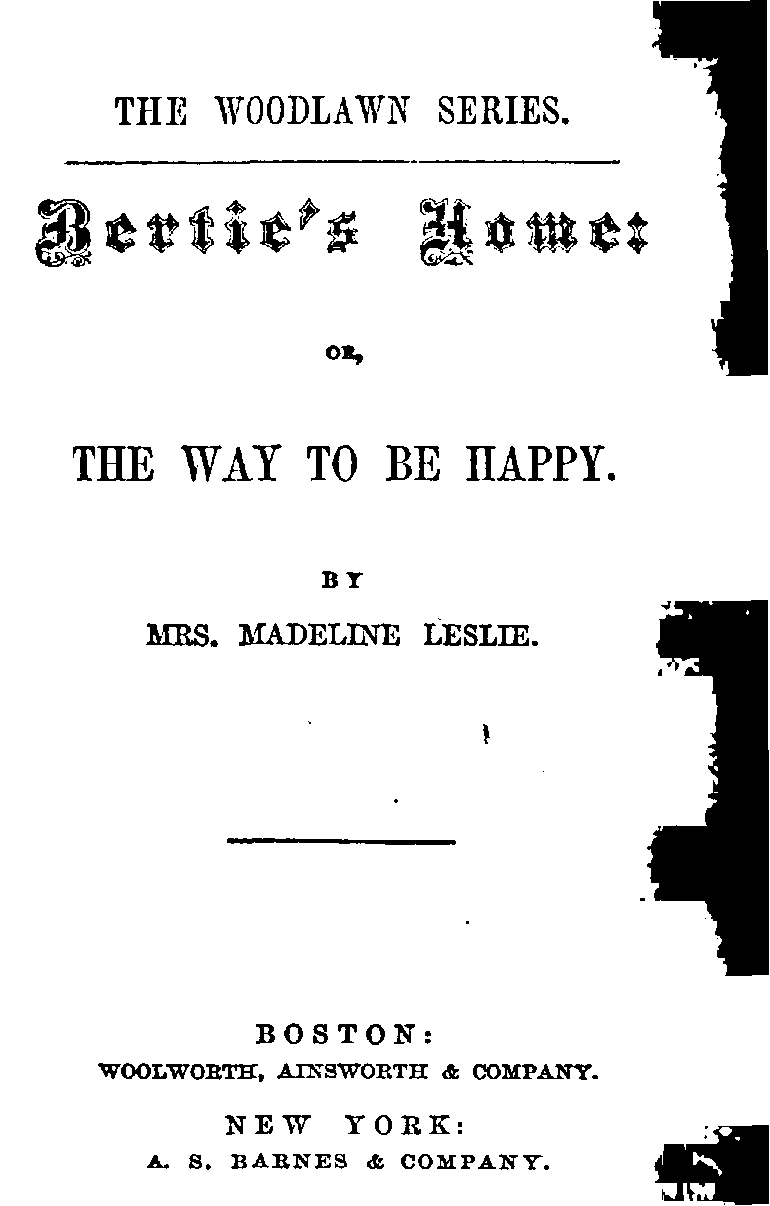 THE WOODLAWN SERIES.
Bertie's Home:
OR,
THE WAY TO BE HAPPY.
BY
MRS. MADELINE LESLIE.
BOSTON:
WOOLWORTH, AINSWORTH & COMPANY.
NEW YORK:
A. S. BARNES & COMPANY.